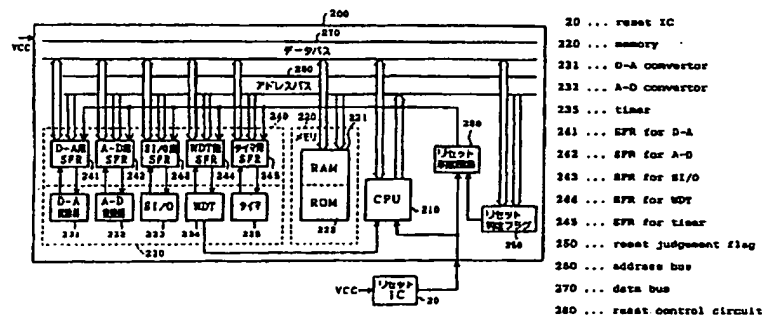 200
VCC
270
データバス
260
アドレスバス
240
220
221
メモリ
D-A用
SFR
A-D用
SFR
SI/O用
SFR
WDT用
SFR
タイマ用
SFR
241
242
243
244
245
RAM
ROM
222
CPU
210
280
リセット
リセット
判定フラグ
250
D-A
変換器
A-D
変換器
SI/O
WDT
タイマ
231
232
233
234
235
230
VCC
リセット
IC
20
20 ... reset IC
220 ... memory
231 ... D-A convertor
232 ... A-D convertor
235 ... timer
241 ... SFR for D-A
242 ... SFR for A-D
243 ... SFR for SI/O
244 ... SFR for WDT
245 ... SFR for timer
250 ... reset judgement flag
260 ... address bus
270 ... data bus
280 ... reset control circuit